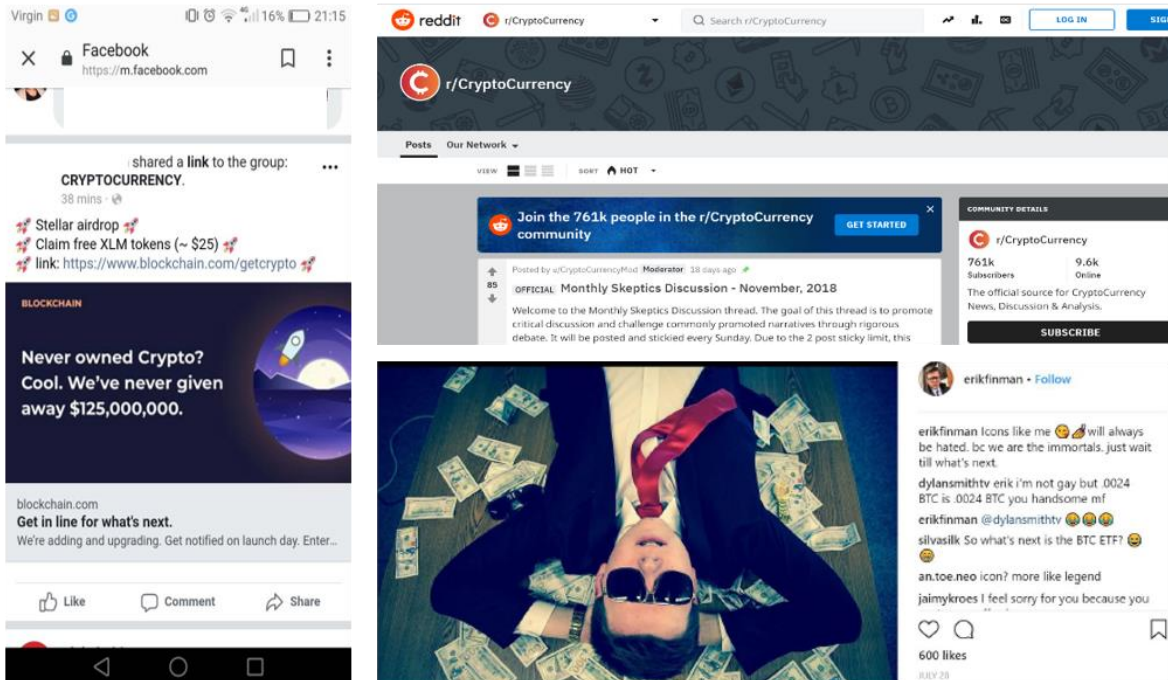 Virgin 16% 21:15
Facebook
https://m.facebook.com
shared a link to the group:
CRYPTOCURRENCY.
38 mins ·
🚀 Stellar airdrop 🚀
🚀 Claim free XLM tokens (~ $25) 🚀
🚀 link: https://www.blockchain.com/getcrypto 🚀
BLOCKCHAIN
Never owned Crypto?
Cool. We've never given
away $125,000,000.
blockchain.com
Get in line for what's next.
We're adding and upgrading. Get notified on launch day. Enter...
Like Comment Share
reddit r/CryptoCurrency Search r/CryptoCurrency LOG IN SIG
r/CryptoCurrency
Posts Our Network
VIEW SORT HOT
Join the 761k people in the r/CryptoCurrency
community
GET STARTED
Posted by u/CryptoCurrencyMod Moderator 18 days ago
85
OFFICIAL Monthly Skeptics Discussion - November, 2018
Welcome to the Monthly Skeptics Discussion thread. The goal of this thread is to promote
critical discussion and challenge commonly promoted narratives through rigorous
debate. It will be posted and stickied every Sunday. Due to the 2 post sticky limit, this
COMMUNITY DETAILS
r/CryptoCurrency
761k 9.6k
Subscribers Online
The official source for CryptoCurrency
News, Discussion & Analysis.
SUBSCRIBE
erikfinman • Follow
erikfinman Icons like me 😘💅 will always
be hated. bc we are the immortals. just wait
till what's next.
dylansmithtv erik i'm not gay but .0024
BTC is .0024 BTC you handsome mf
erikfinman @dylansmithtv 😂😂😂
silvasilk So what's next is the BTC ETF? 😄
😄
an.toe.neo icon? more like legend
jaimykroes I feel sorry for you because you
600 likes
JULY 28